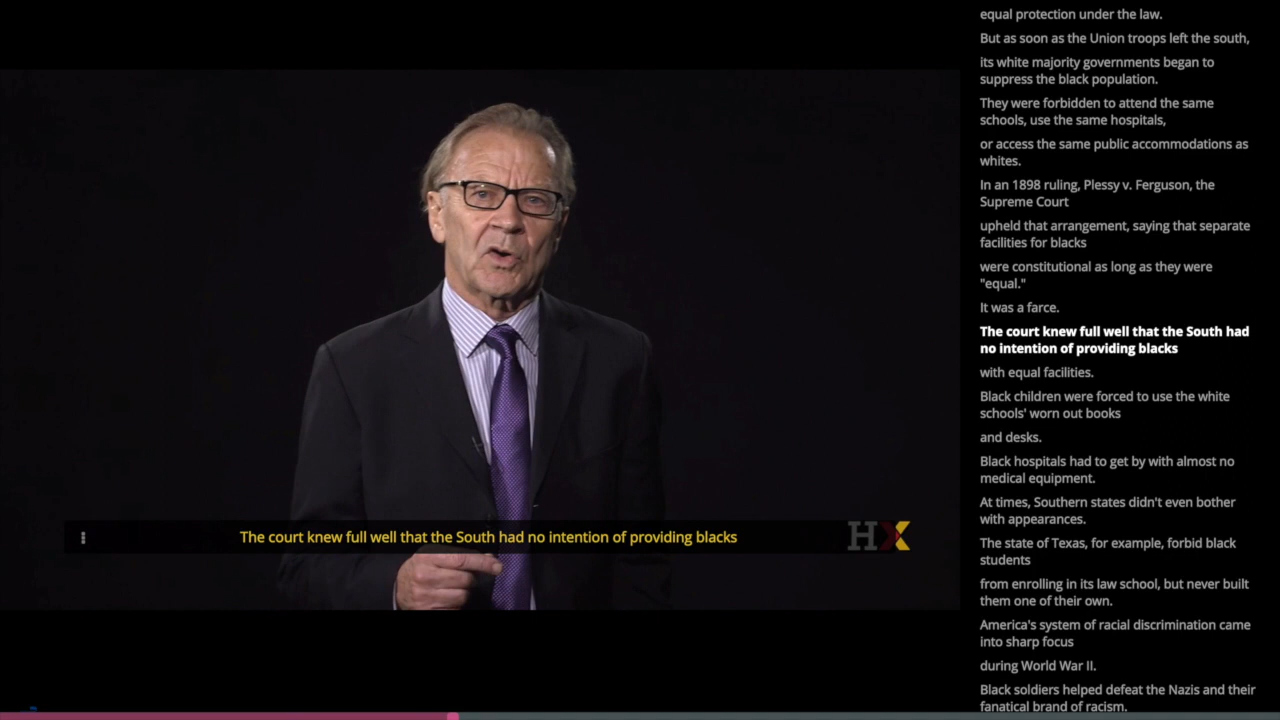 equal protection under the law.
But as soon as the Union troops left the south,
its white majority governments began to
suppress the black population.
They were forbidden to attend the same
schools, use the same hospitals,
or access the same public accommodations as
whites.
In an 1898 ruling, Plessy v. Ferguson, the
Supreme Court
upheld that arrangement, saying that separate
facilities for blacks
were constitutional as long as they were
"equal."
It was a farce.
The court knew full well that the South had
no intention of providing blacks
with equal facilities.
Black children were forced to use the white
schools' worn out books
and desks.
Black hospitals had to get by with almost no
medical equipment.
At times, Southern states didn't even bother
with appearances.
The state of Texas, for example, forbid black
students
from enrolling in its law school, but never built
them one of their own.
America's system of racial discrimination came
into sharp focus
during World War II.
Black soldiers helped defeat the Nazis and their
fanatical brand of racism.
The court knew full well that the South had no intention of providing blacks
HX